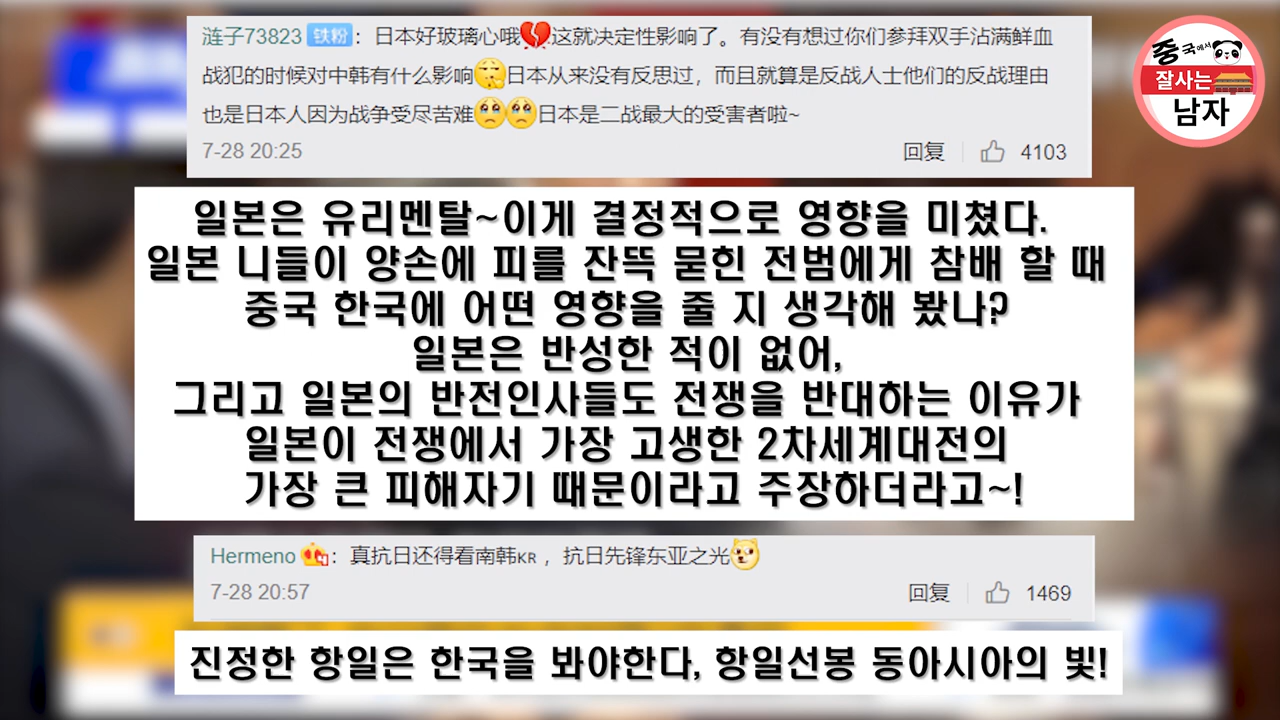 涟子73823 铁粉 : 日本好玻璃心哦💔这就决定性影响了。有没有想过你们参拜双手沾满鲜血
战犯的时候对中韩有什么影响🤫日本从来没有反思过，而且就算是反战人士他们的反战理由
也是日本人因为战争受尽苦难🥺🥺日本是二战最大的受害者啦~
7-28 20:25
回复 4103
중국에서
잘사는
남자
일본은 유리멘탈~이게 결정적으로 영향을 미쳤다.
일본 니들이 양손에 피를 잔뜩 묻힌 전범에게 참배 할 때
중국 한국에 어떤 영향을 줄 지 생각해 봤나?
일본은 반성한 적이 없어,
그리고 일본의 반전인사들도 전쟁을 반대하는 이유가
일본이 전쟁에서 가장 고생한 2차세계대전의
가장 큰 피해자기 때문이라고 주장하더라고~!
Hermeno : 真抗日还得看南韩🇰🇷，抗日先锋东亚之光
7-28 20:57
回复 1469
진정한 항일은 한국을 봐야한다, 항일선봉 동아시아의 빛!